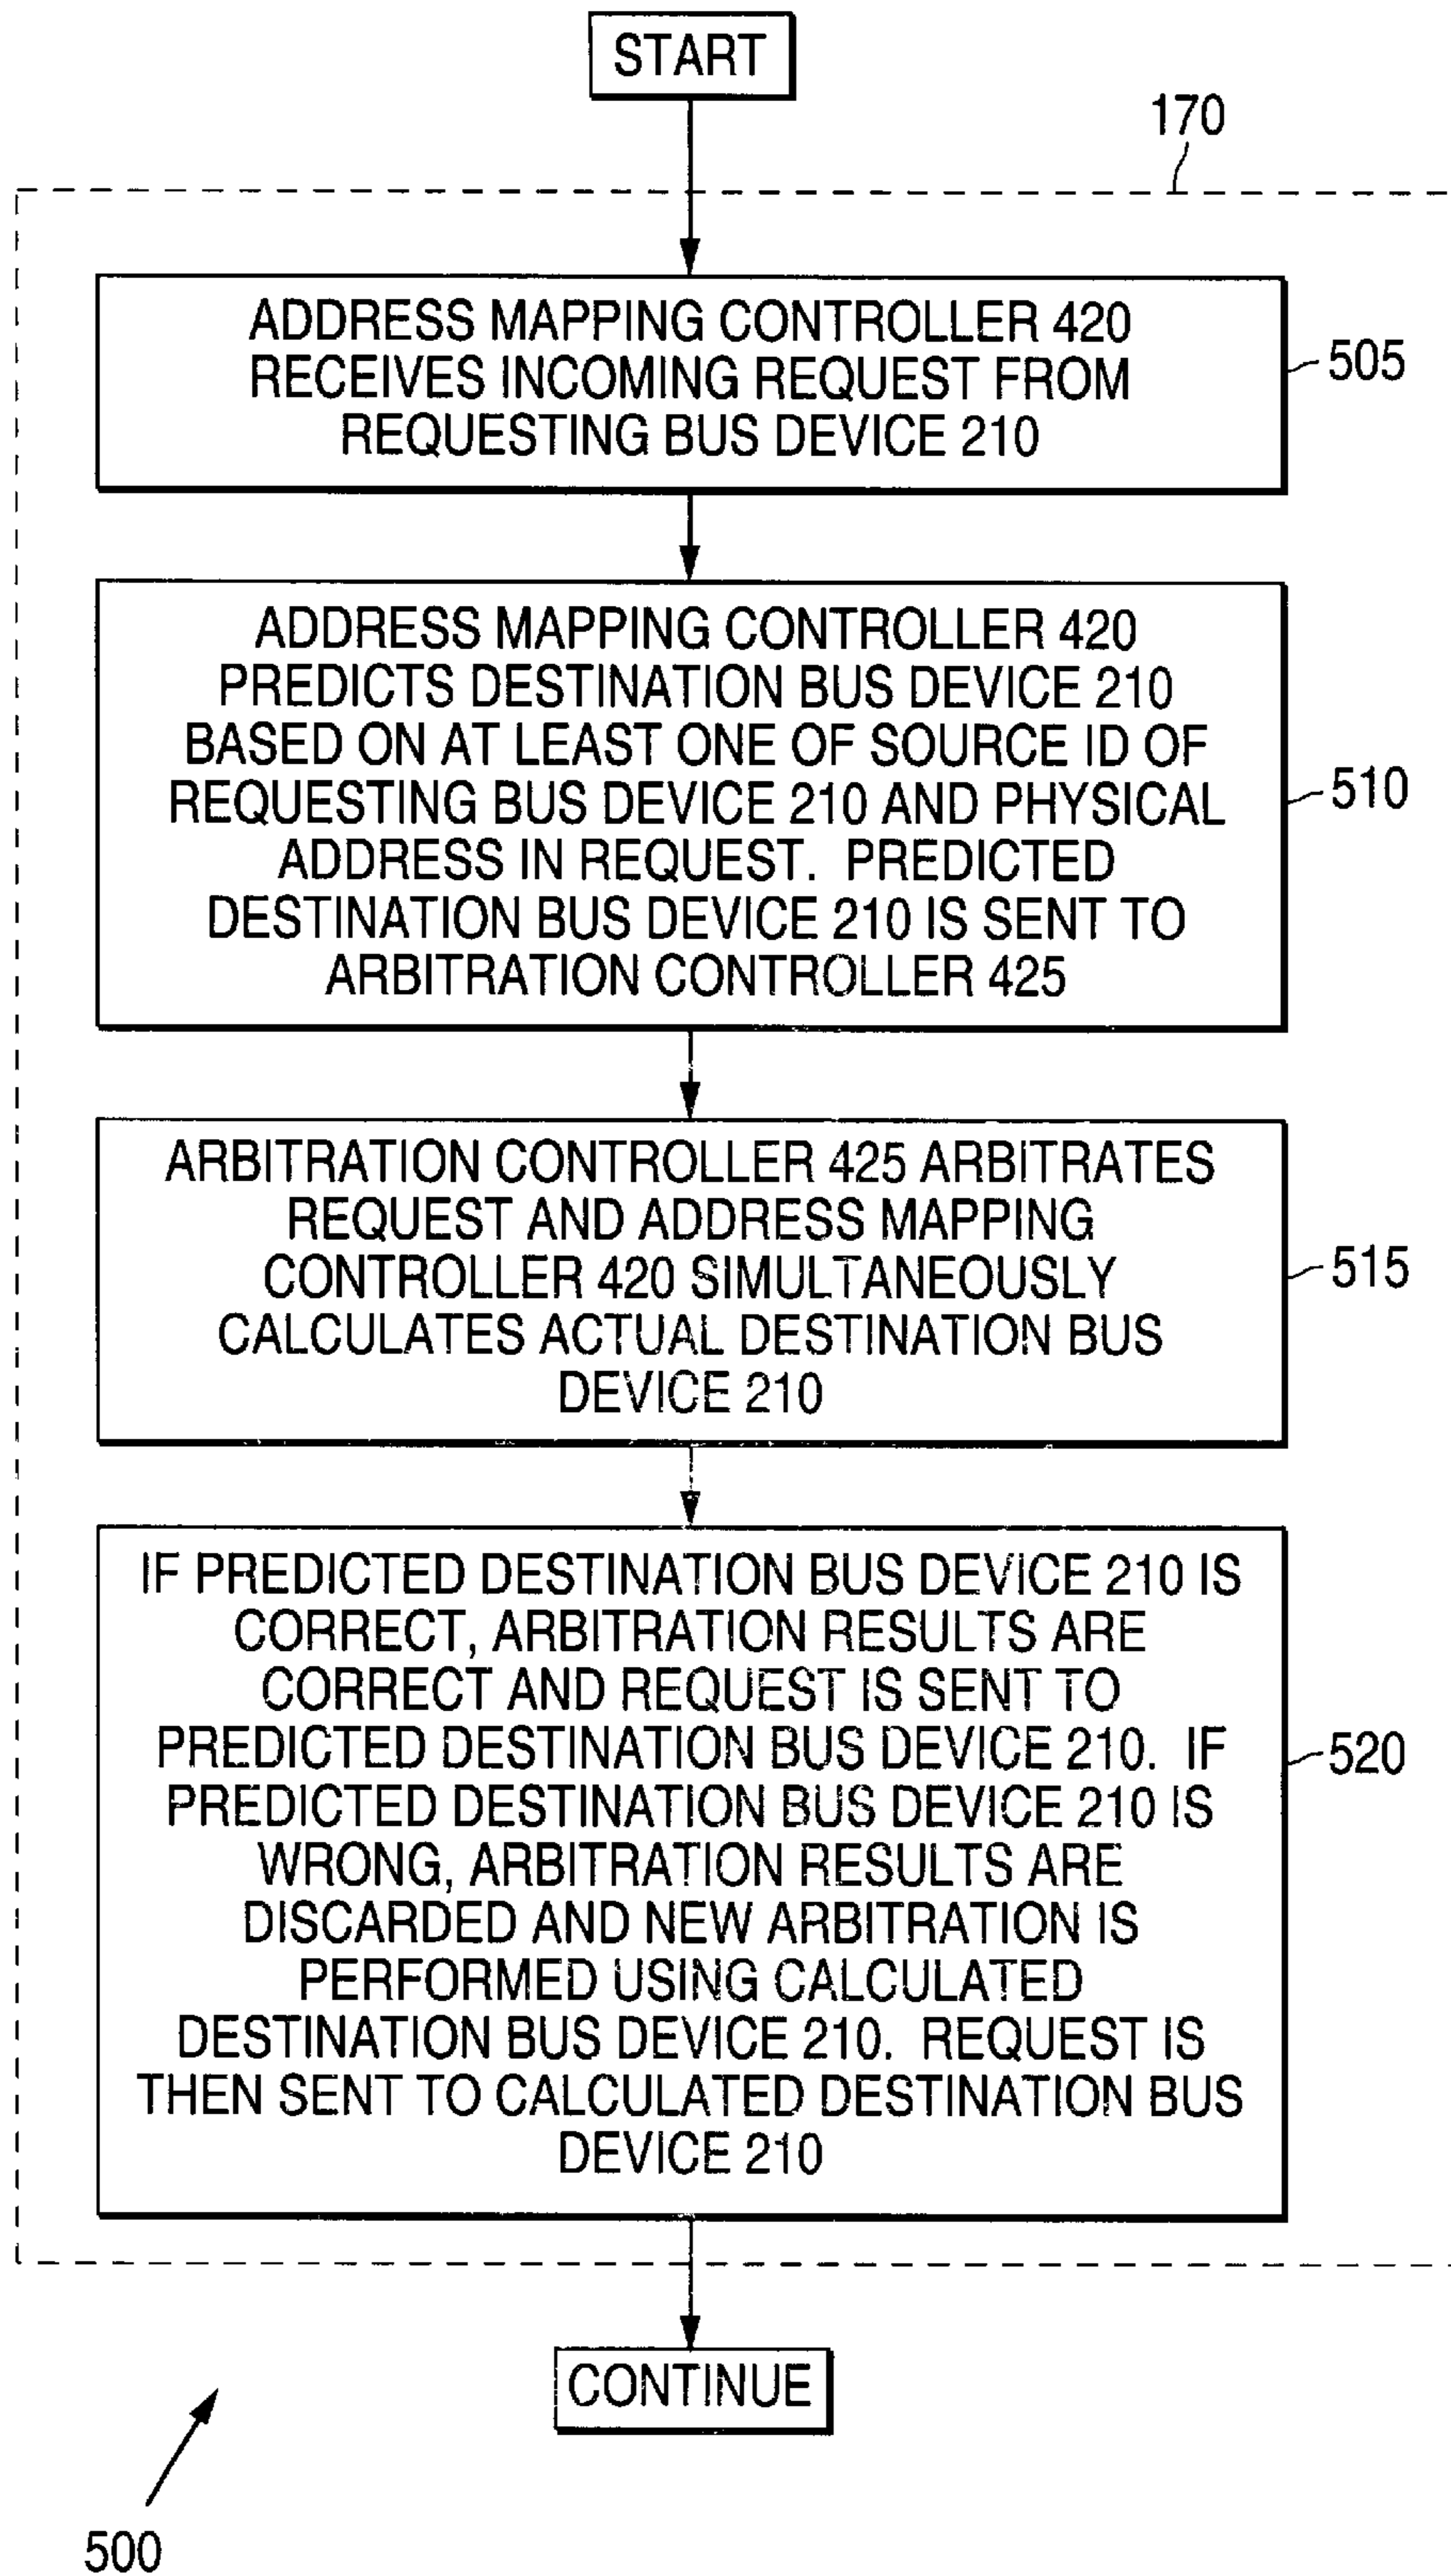 START
170
ADDRESS MAPPING CONTROLLER 420
RECEIVES INCOMING REQUEST FROM
REQUESTING BUS DEVICE 210
505
ADDRESS MAPPING CONTROLLER 420
PREDICTS DESTINATION BUS DEVICE 210
BASED ON AT LEAST ONE OF SOURCE ID OF
REQUESTING BUS DEVICE 210 AND PHYSICAL
ADDRESS IN REQUEST. PREDICTED
DESTINATION BUS DEVICE 210 IS SENT TO
ARBITRATION CONTROLLER 425
510
ARBITRATION CONTROLLER 425 ARBITRATES
REQUEST AND ADDRESS MAPPING
CONTROLLER 420 SIMULTANEOUSLY
CALCULATES ACTUAL DESTINATION BUS
DEVICE 210
515
IF PREDICTED DESTINATION BUS DEVICE 210 IS
CORRECT, ARBITRATION RESULTS ARE
CORRECT AND REQUEST IS SENT TO
PREDICTED DESTINATION BUS DEVICE 210. IF
PREDICTED DESTINATION BUS DEVICE 210 IS
WRONG, ARBITRATION RESULTS ARE
DISCARDED AND NEW ARBITRATION IS
PERFORMED USING CALCULATED
DESTINATION BUS DEVICE 210. REQUEST IS
THEN SENT TO CALCULATED DESTINATION BUS
DEVICE 210
520
CONTINUE
500